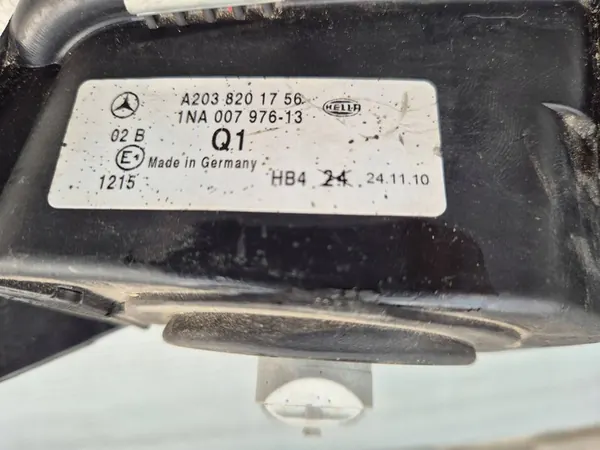 A203 820 17 56
HELLA
1NA 007 976-13
02 B
Q1
E1
Made in Germany
1215
HB4 24 24.11.10